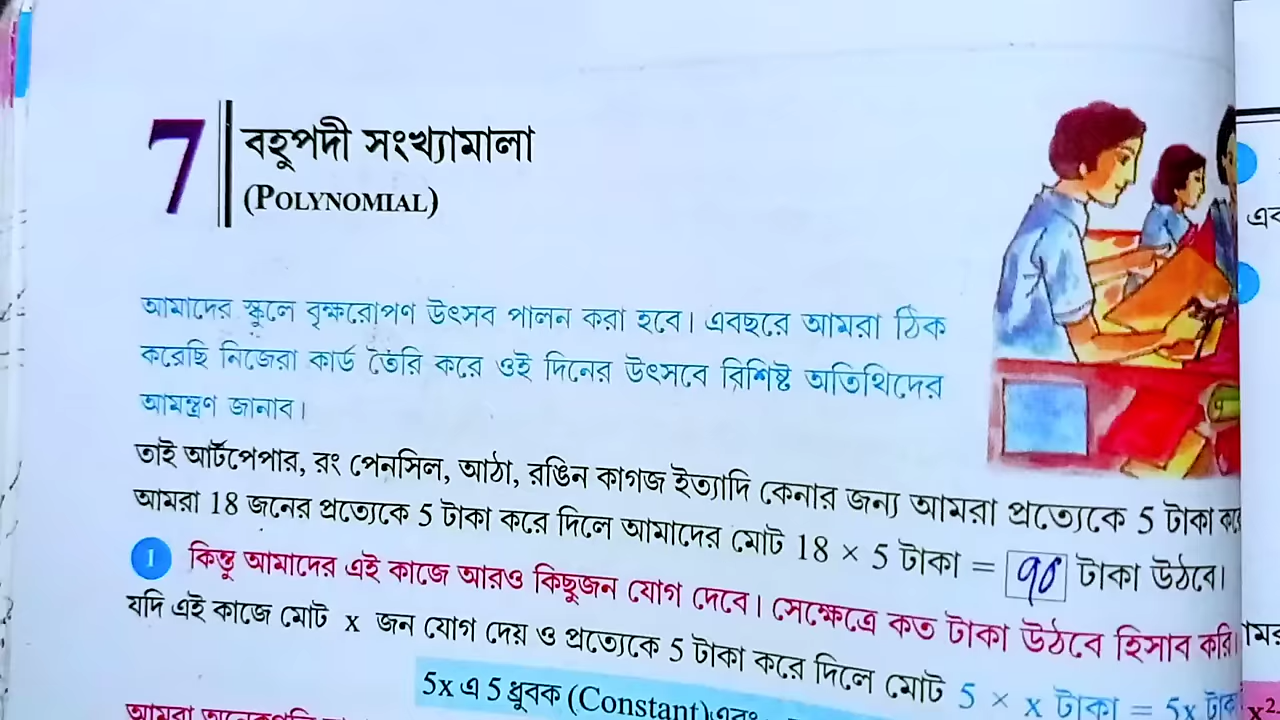 7
বহুপদী সংখ্যামালা
(POLYNOMIAL)
আমাদের স্কুলে বৃক্ষরোপণ উৎসব পালন করা হবে। এবছরে আমরা ঠিক
করেছি নিজেরা কার্ড তৈরি করে ওই দিনের উৎসবে বিশিষ্ট অতিথিদের
আমন্ত্রণ জানাব।
তাই আর্টপেপার, রং পেনসিল, আঠা, রঙিন কাগজ ইত্যাদি কেনার জন্য আমরা প্রত্যেকে 5 টাকা
আমরা 18 জনের প্রত্যেকে 5 টাকা করে দিলে আমাদের মোট 18 × 5 টাকা = 90 টাকা উঠবে।
1 কিন্তু আমাদের এই কাজে আরও কিছুজন যোগ দেবে। সেক্ষেত্রে কত টাকা উঠবে হিসাব করি।
যদি এই কাজে মোট x জন যোগ দেয় ও প্রত্যেকে 5 টাকা করে দিলে মোট 5 × x টাকা = 5x
5x এ 5 ধ্রুবক (Constant)
আমরা
x²